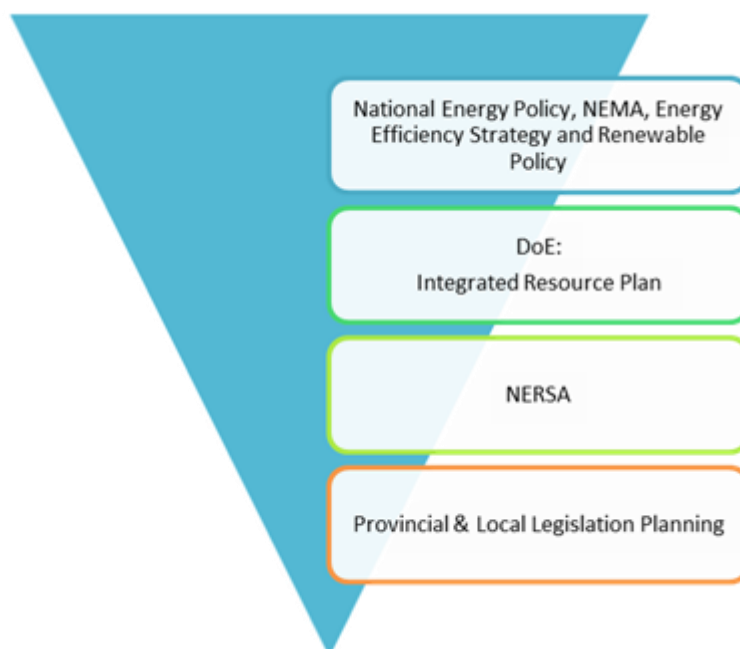 National Energy Policy, NEMA, Energy
Efficiency Strategy and Renewable
Policy
DoE:
Integrated Resource Plan
NERSA
Provincial & Local Legislation Planning